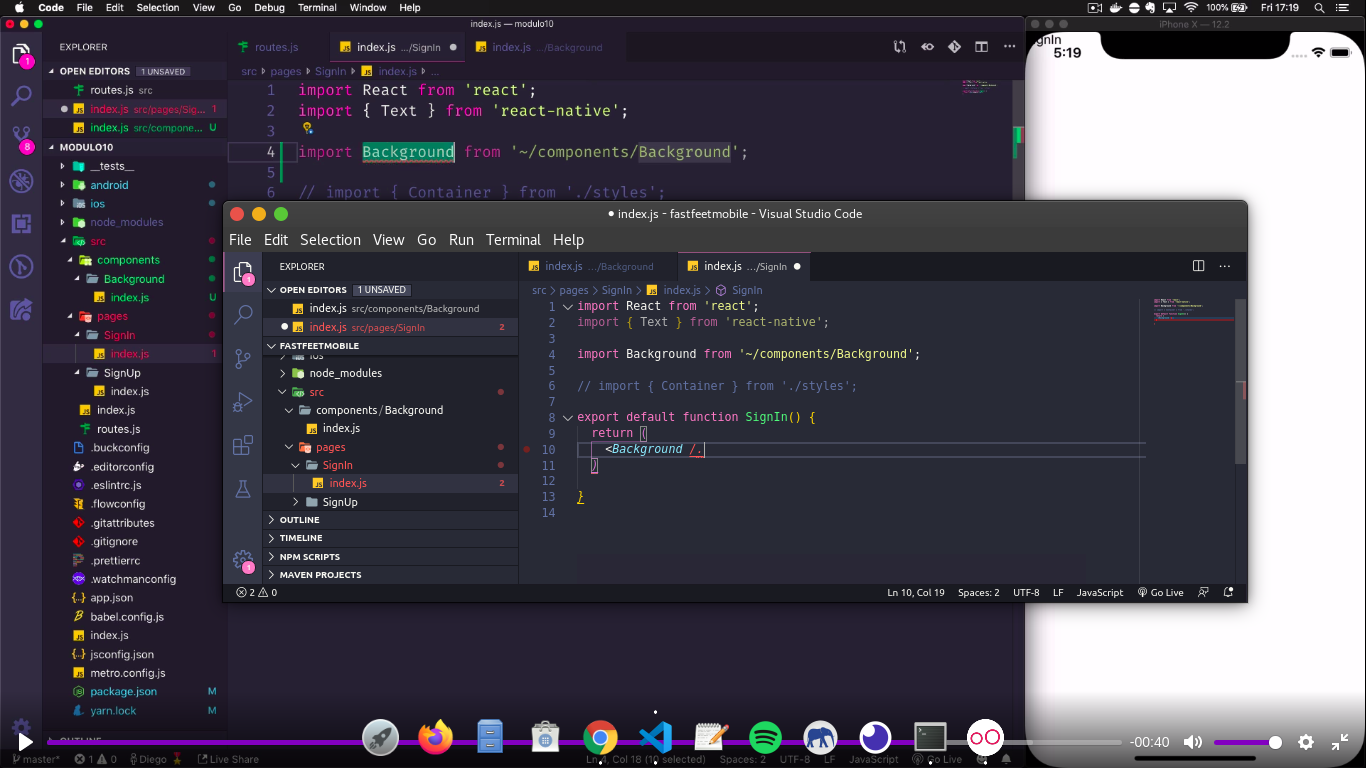 Code File Edit Selection View Go Debug Terminal Window Help
100% Fri 17:19
index.js — modulo10
iPhone X — 12.2
EXPLORER
OPEN EDITORS 1 UNSAVED
routes.js src
index.js src/pages/Sig... 1
index.js src/compone... U
MODULO10
__tests__
android
ios
node_modules
src
components
Background
index.js U
pages
SignIn
index.js 1
SignUp
index.js
index.js
routes.js
.buckconfig
.editorconfig
.eslintrc.js
.flowconfig
.gitattributes
.gitignore
.prettierrc
.watchmanconfig
app.json
babel.config.js
index.js
jsconfig.json
metro.config.js
package.json M
yarn.lock M
OUTLINE
1
8
routes.js
index.js .../SignIn
index.js .../Background
src pages SignIn index.js ...
1 import React from 'react';
2 import { Text } from 'react-native';
3
4 import Background from '~/components/Background';
5
6 // import { Container } from './styles';
gnIn
5:19
index.js - fastfeetmobile - Visual Studio Code
File Edit Selection View Go Run Terminal Help
1
1
EXPLORER
OPEN EDITORS 1 UNSAVED
index.js src/components/Background
index.js src/pages/SignIn 2
FASTFEETMOBILE
ios
node_modules
src
components / Background
index.js
pages
SignIn
index.js 2
SignUp
OUTLINE
TIMELINE
NPM SCRIPTS
MAVEN PROJECTS
index.js .../Background
index.js .../SignIn
src pages SignIn index.js SignIn
1 import React from 'react';
2 import { Text } from 'react-native';
3
4 import Background from '~/components/Background';
5
6 // import { Container } from './styles';
7
8 export default function SignIn() {
9 return (
10 <Background /.
11 )
12
13 }
14
2 0
Ln 10, Col 19 Spaces: 2 UTF-8 LF JavaScript Go Live
-00:40
master* 1 0 Diego Live Share
Ln 4, Col 18 (10 selected) Spaces: 2 UTF-8 LF JavaScript Go Live